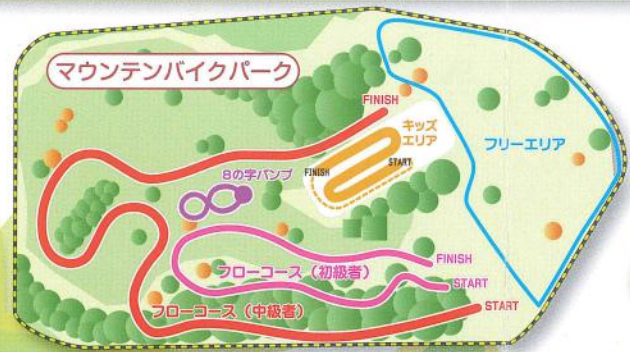 マウンテンバイクパーク
FINISH
キッズ
エリア
フリーエリア
START
FINISH
8の字パンプ
FINISH
フローコース（初級者）
START
フローコース（中級者）
START